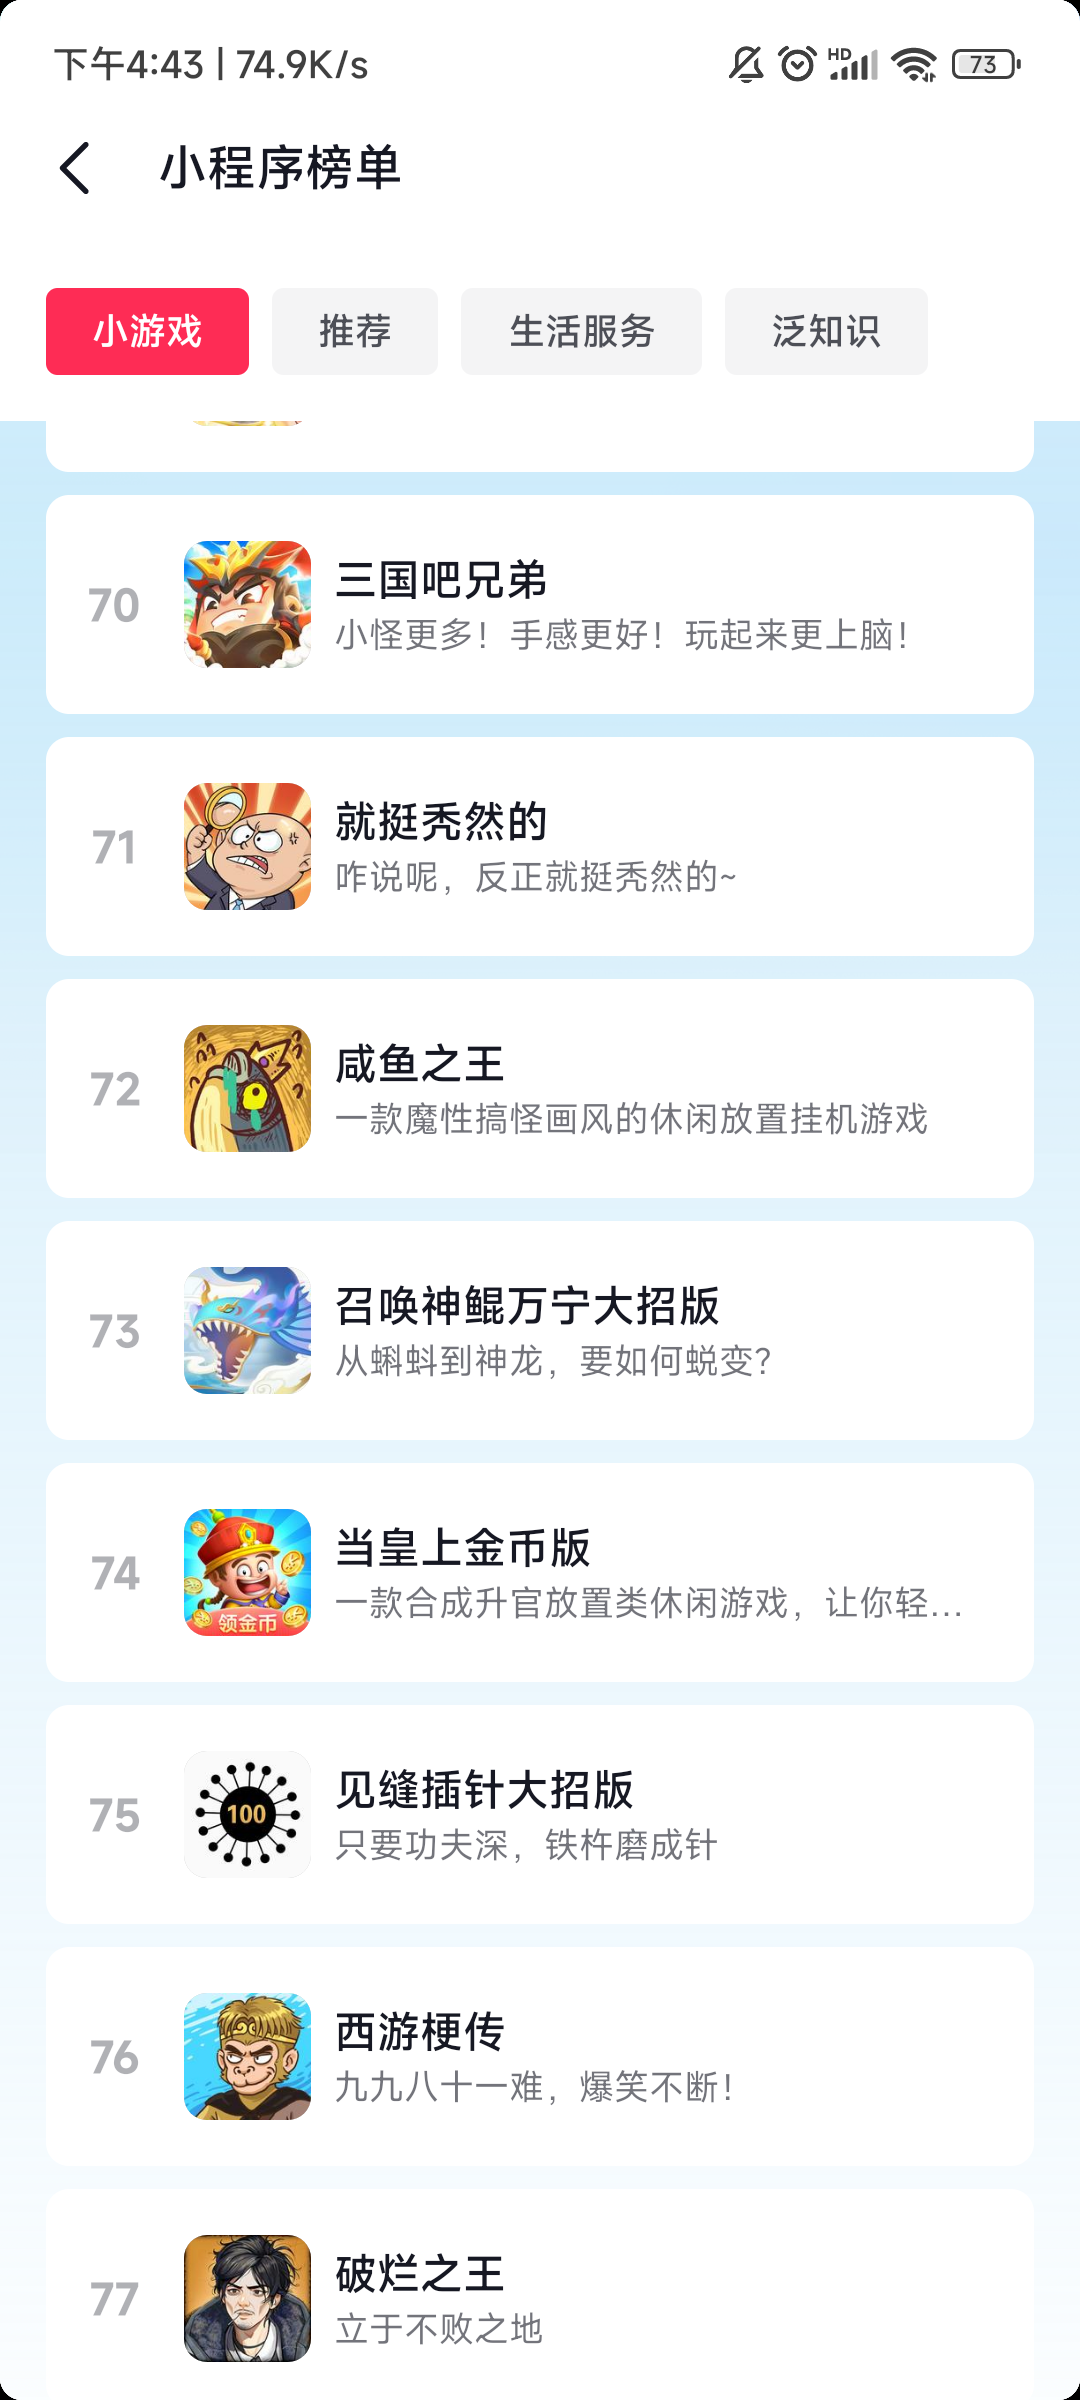 下午4:43 | 74.9K/s
HD
73
小程序榜单
小游戏
推荐
生活服务
泛知识
70
三国吧兄弟
小怪更多！手感更好！玩起来更上脑！
71
就挺秃然的
咋说呢，反正就挺秃然的~
72
咸鱼之王
一款魔性搞怪画风的休闲放置挂机游戏
73
召唤神鲲万宁大招版
从蝌蚪到神龙，要如何蜕变？
74
领金币
当皇上金币版
一款合成升官放置类休闲游戏，让你轻...
75
100
见缝插针大招版
只要功夫深，铁杵磨成针
76
西游梗传
九九八十一难，爆笑不断！
77
破烂之王
立于不败之地